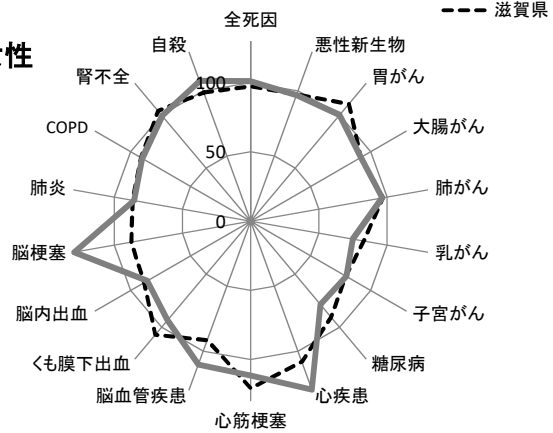 滋賀県
性
全死因
悪性新生物
胃がん
大腸がん
肺がん
乳がん
子宮がん
糖尿病
心疾患
心筋梗塞
脳血管疾患
くも膜下出血
脳内出血
脳梗塞
肺炎
COPD
腎不全
自殺
100
50
0